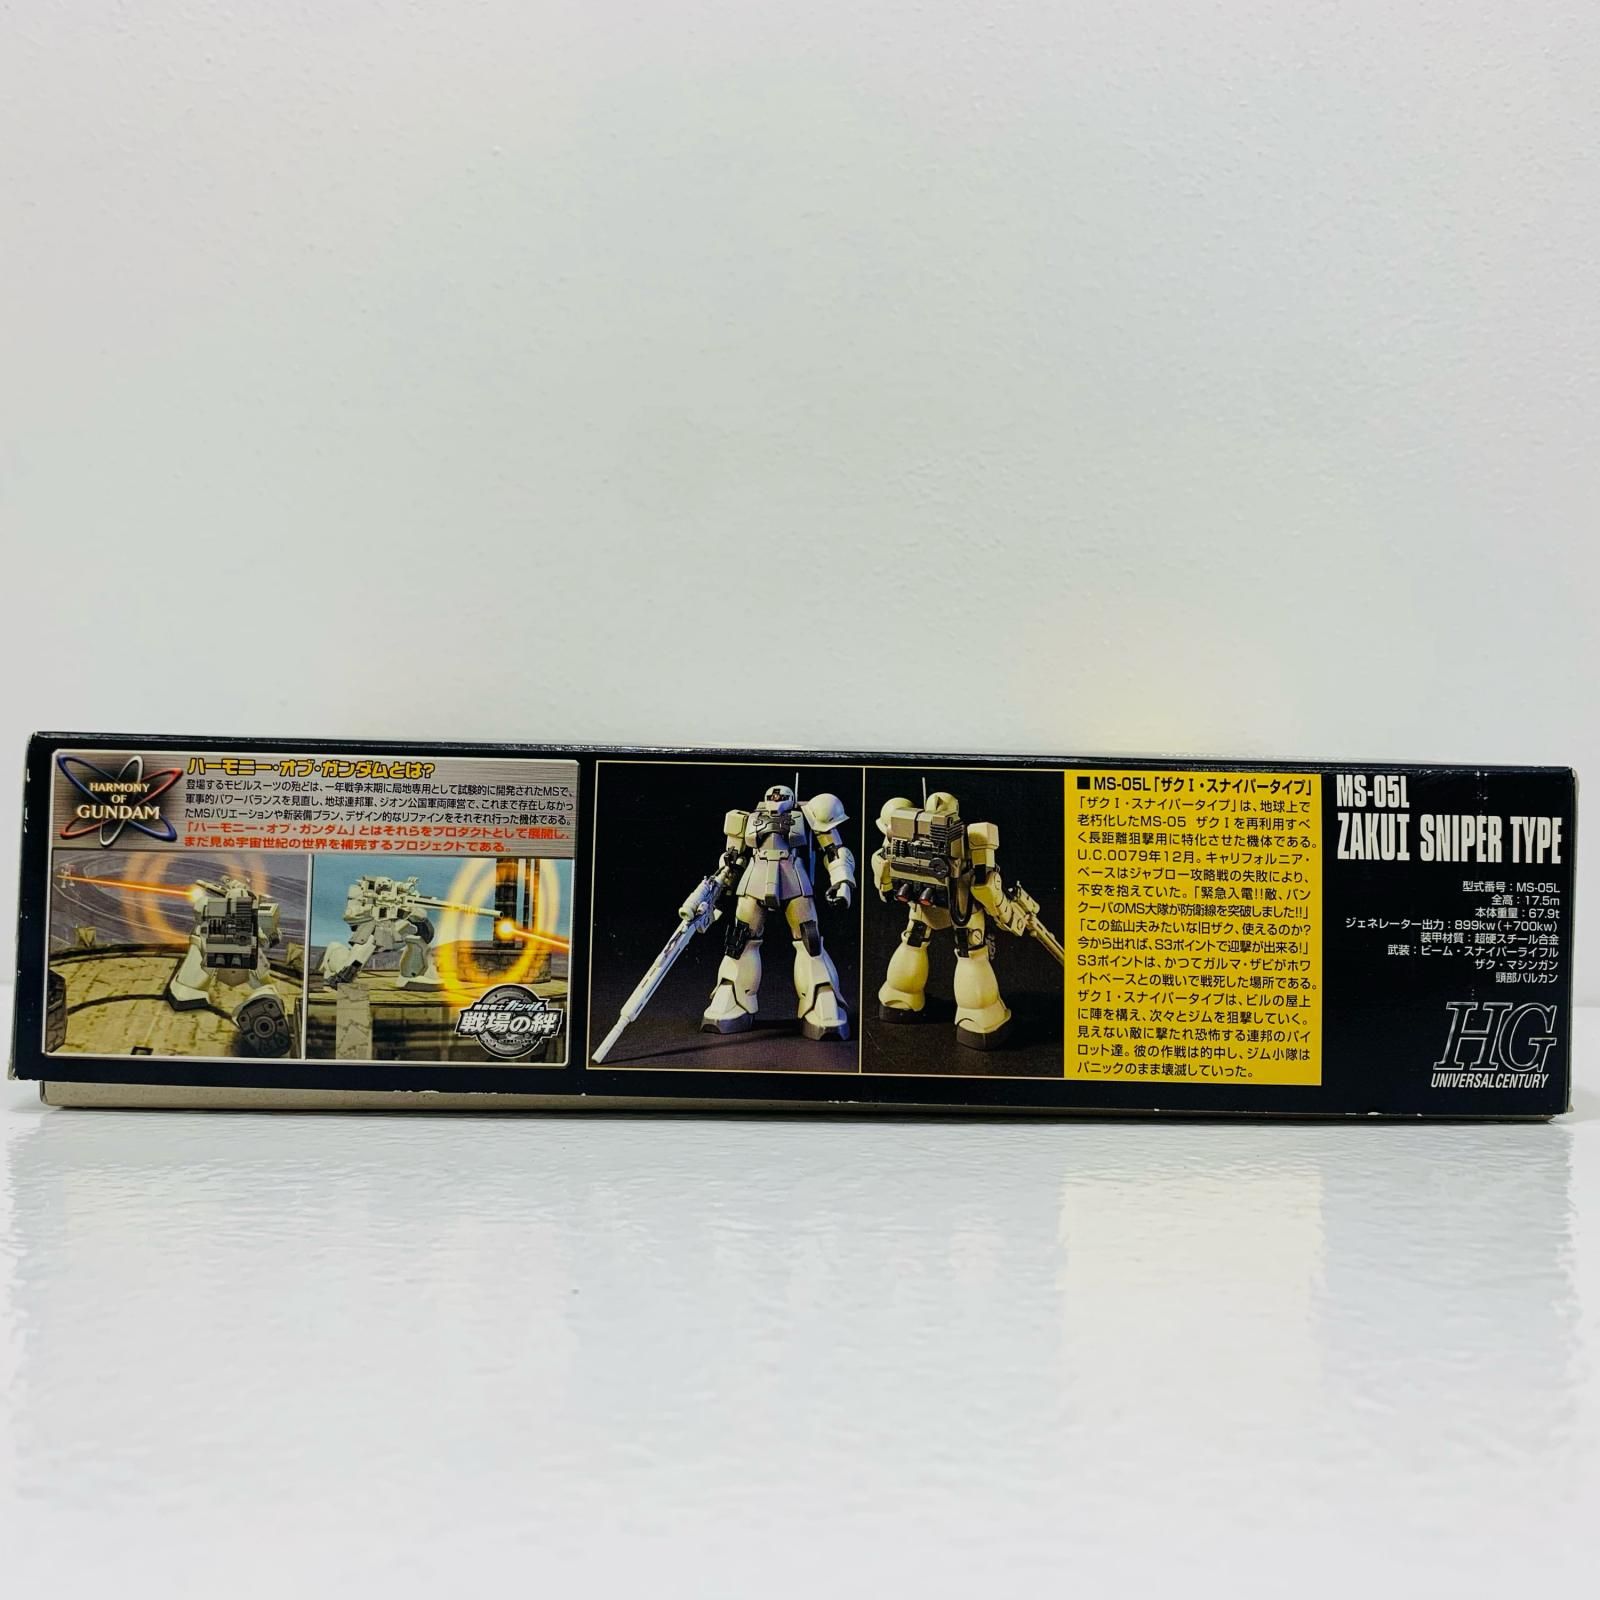 HARMONY
OF
GUNDAM
ハーモニー・オブ・ガンダムとは?
登場するモビルスーツの殆どは、一年戦争末期に局地専用として試験的に開発されたMSで、
軍事的パワーバランスを見直し、地球連邦軍、ジオン公国軍両陣営で、これまで存在しなかっ
たMSバリエーションや新装備プラン、デザイン的なリファインをそれぞれ行った機体である。
「ハーモニー・オブ・ガンダム」とはそれらをプロダクトとして展開し、
まだ見ぬ宇宙世紀の世界を補完するプロジェクトである。
機動戦士ガンダム
戦場の絆
■MS-05L「ザクⅠ・スナイパータイプ」
「ザクⅠ・スナイパータイプ」は、地球上で
老朽化したMS-05 ザクⅠを再利用すべ
く長距離狙撃用に特化させた機体である。
U.C.0079年12月。キャリフォルニア・
ベースはジャブロー攻略戦の失敗により、
不安を抱えていた。「緊急入電!!敵、バン
クーバのMS大隊が防衛線を突破しました!!」
「この鉱山夫みたいな旧ザク、使えるのか?
今から出れば、S3ポイントで迎撃が出来る!」
S3ポイントは、かつてガルマ・ザビがホワ
イトベースとの戦いで戦死した場所である。
ザクⅠ・スナイパータイプは、ビルの屋上
に陣を構え、次々とジムを狙撃していく。
見えない敵に撃たれ恐怖する連邦のパイ
ロット達。彼の作戦は的中し、ジム小隊は
パニックのまま壊滅していった。
MS-05L
ZAKUI SNIPER TYPE
型式番号:MS-05L
全高:17.5m
本体重量:67.9t
ジェネレーター出力:899kw(+700kw)
装甲材質:超硬スチール合金
武装:ビーム・スナイパーライフル
ザク・マシンガン
頭部バルカン
HG
UNIVERSAL CENTURY